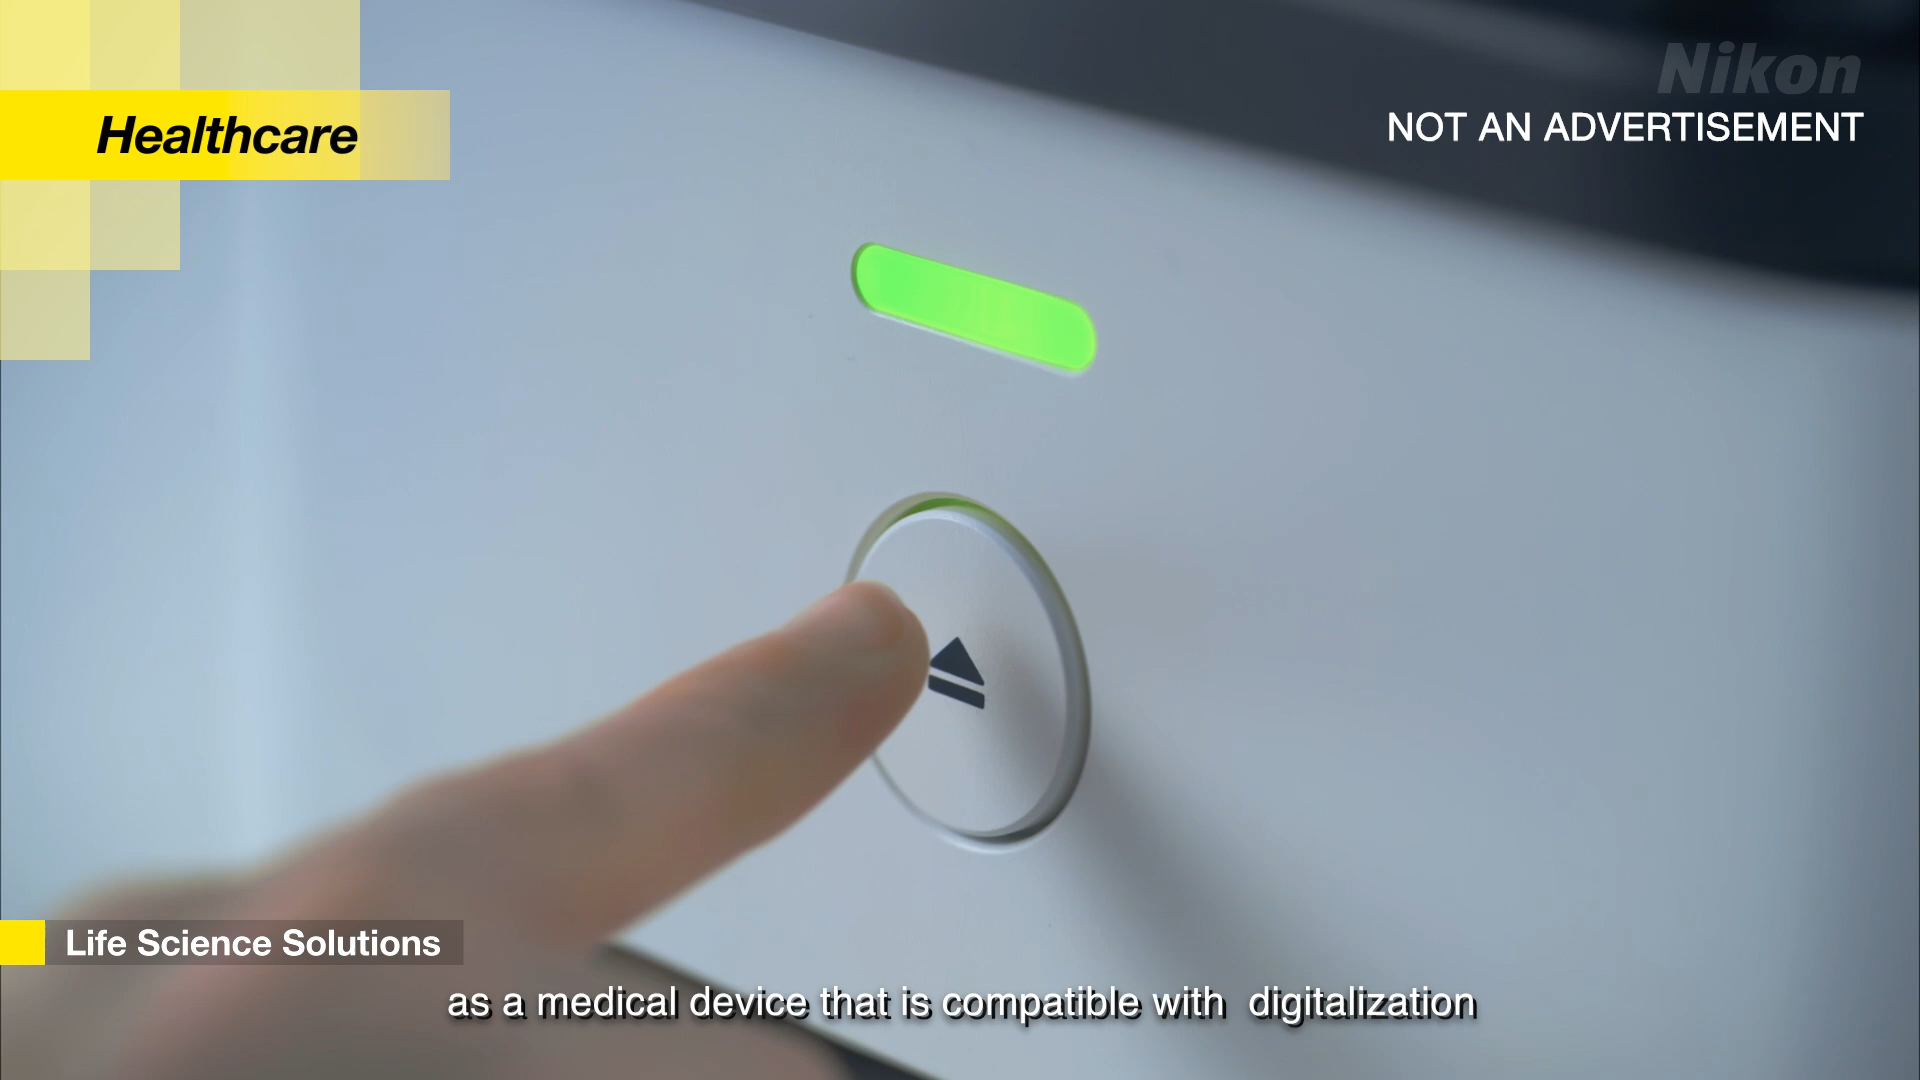 Nikon
Healthcare
NOT AN ADVERTISEMENT
Life Science Solutions
as a medical device that is compatible with  digitalization